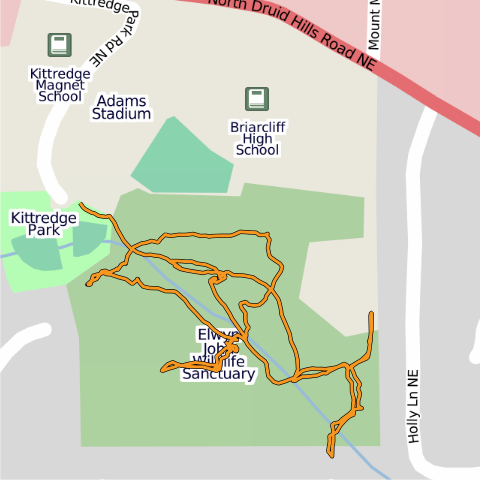 Kittredge
Park Rd NE
North Druid Hills Road NE
Mount M
Kittredge
Magnet
School
Adams
Stadium
Briarcliff
High
School
Kittredge
Park
Elwyn
John
Wildlife
Sanctuary
Holly Ln NE